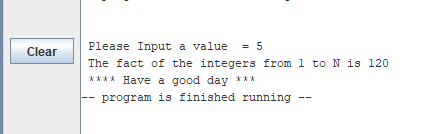 Clear
Please Input a value  = 5
The fact of the integers from 1 to N is 120
**** Have a good day ***
-- program is finished running --